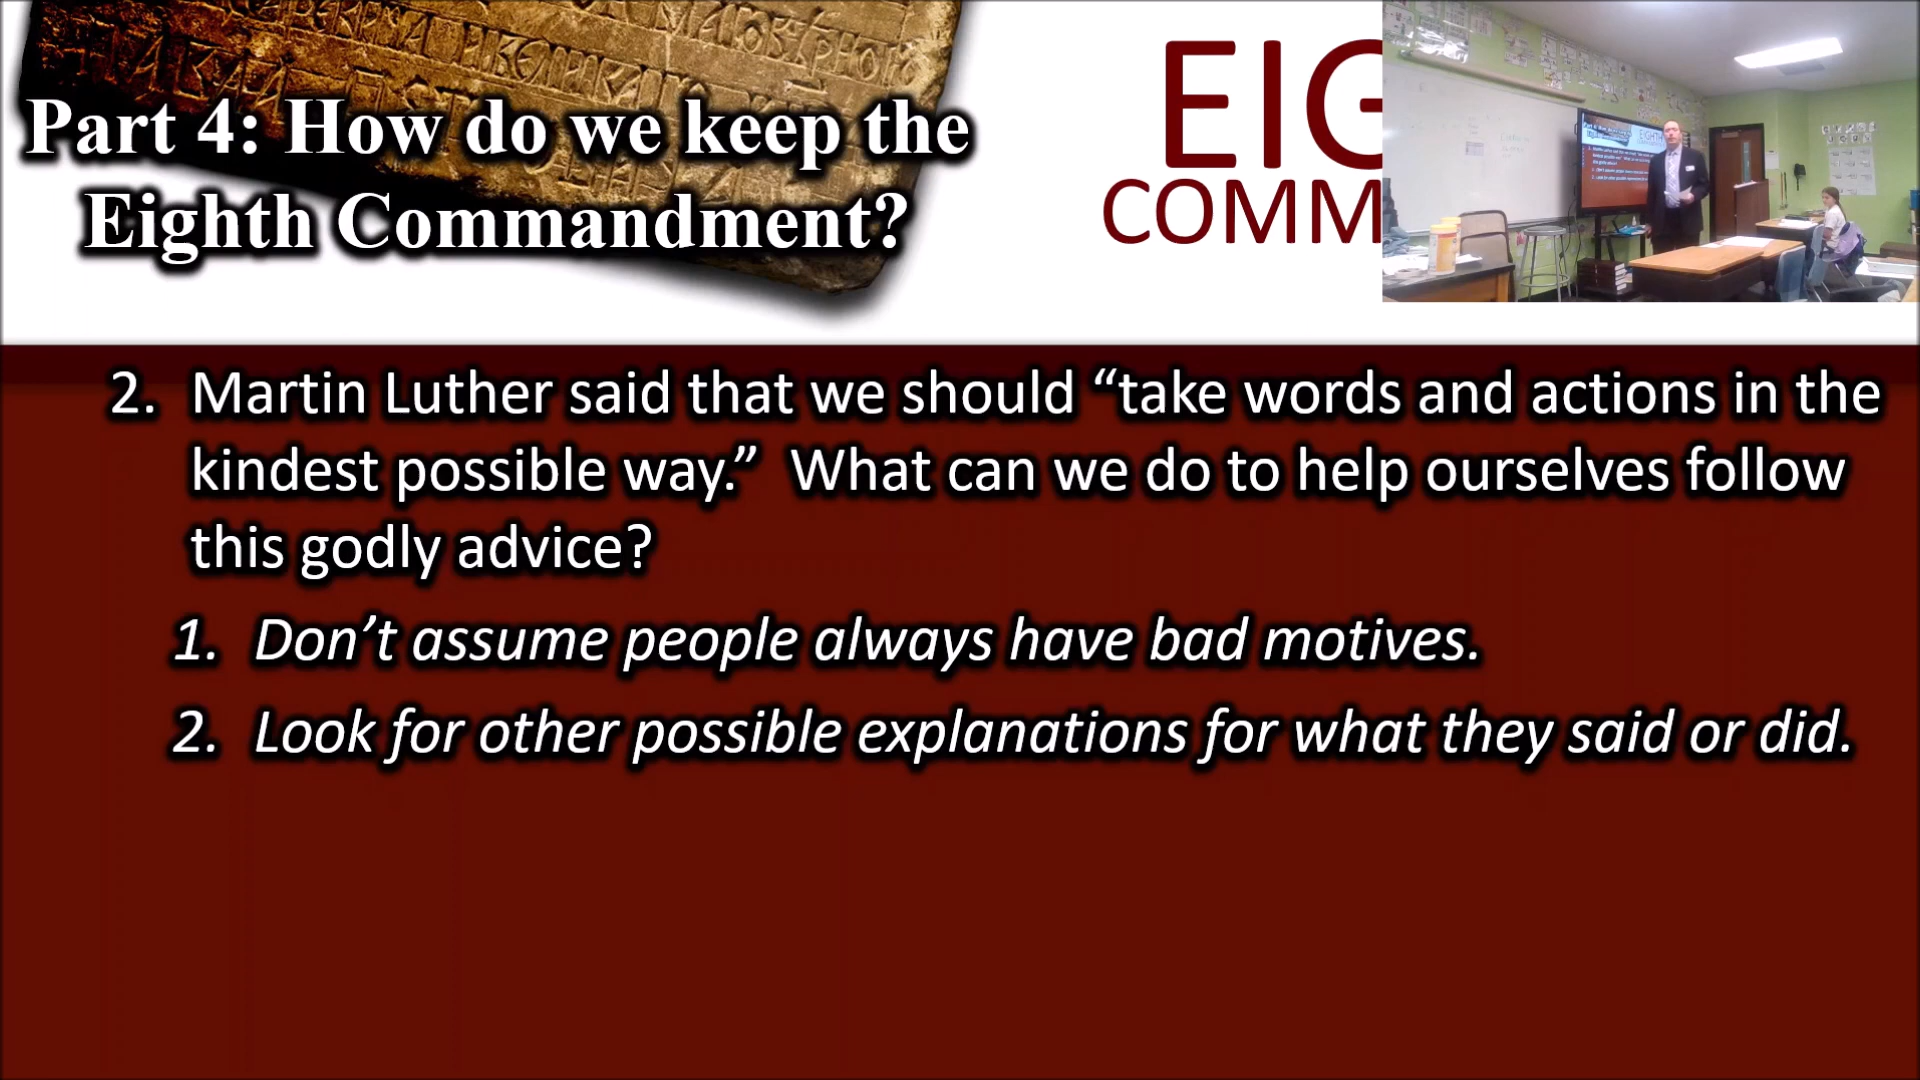 Part 4: How do we keep the
Eighth Commandment?
EIG
COMM
2. Martin Luther said that we should “take words and actions in the
kindest possible way.” What can we do to help ourselves follow
this godly advice?
1. Don’t assume people always have bad motives.
2. Look for other possible explanations for what they said or did.